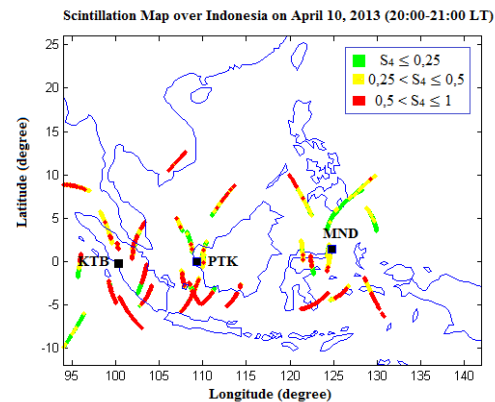 Scintillation Map over Indonesia on April 10, 2013 (20:00-21:00 LT)
S4 ≤ 0,25
0,25 < S4 ≤ 0,5
0,5 < S4 ≤ 1
25
20
15
10
5
0
-5
-10
Latitude (degree)
KTB
PTK
MND
95 100 105 110 115 120 125 130 135 140
Longitude (degree)